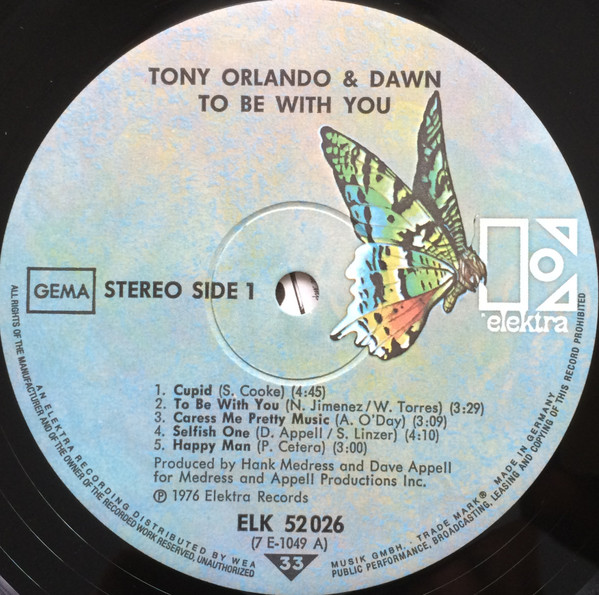 TONY ORLANDO & DAWN
TO BE WITH YOU
elektra
GEMA
STEREO SIDE 1
1. Cupid (S. Cooke) (4:45)
2. To Be With You (N. Jimenez/W. Torres) (3:29)
3. Caress Me Pretty Music (A. O'Day) (3:09)
4. Selfish One (D. Appell/S. Linzer) (4:10)
5. Happy Man (P. Cetera) (3:00)
Produced by Hank Medress and Dave Appell
for Medress and Appell Productions Inc.
℗ 1976 Elektra Records
ELK 52 026
(7 E-1049 A)
33
AN ELEKTRA RECORDING DISTRIBUTED BY WEA MUSIK GMBH. . TRADE MARK® MADE IN GERMANY.
ALL RIGHTS OF THE MANUFACTURER AND OF THE OWNER OF THE RECORDED WORK RESERVED, UNAUTHORIZED PUBLIC PERFORMANCE, BROADCASTING, LEASING AND COPYING OF THIS RECORD PROHIBITED